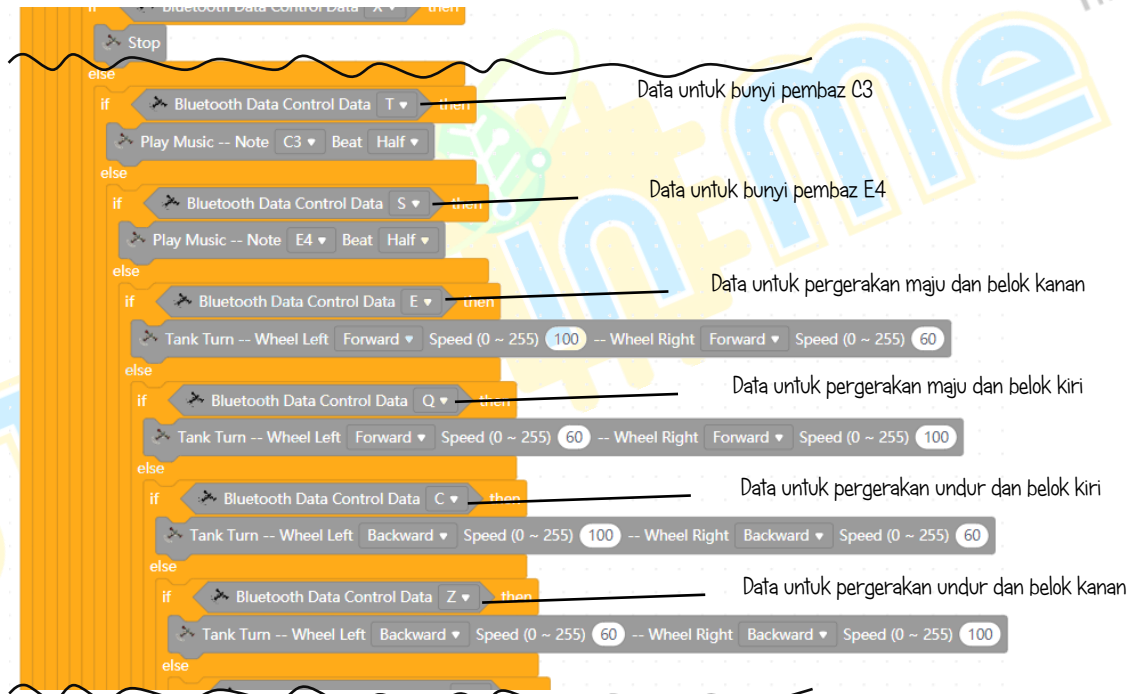 if Bluetooth Data Control Data X then
Stop
else
if Bluetooth Data Control Data T then
Data untuk bunyi pembaz C3
Play Music -- Note C3 Beat Half
else
if Bluetooth Data Control Data S then
Data untuk bunyi pembaz E4
Play Music -- Note E4 Beat Half
else
if Bluetooth Data Control Data E then
Data untuk pergerakan maju dan belok kanan
Tank Turn -- Wheel Left Forward Speed (0 ~ 255) 100 -- Wheel Right Forward Speed (0 ~ 255) 60
else
if Bluetooth Data Control Data Q then
Data untuk pergerakan maju dan belok kiri
Tank Turn -- Wheel Left Forward Speed (0 ~ 255) 60 -- Wheel Right Forward Speed (0 ~ 255) 100
else
if Bluetooth Data Control Data C then
Data untuk pergerakan undur dan belok kiri
Tank Turn -- Wheel Left Backward Speed (0 ~ 255) 100 -- Wheel Right Backward Speed (0 ~ 255) 60
else
if Bluetooth Data Control Data Z then
Data untuk pergerakan undur dan belok kanan
Tank Turn -- Wheel Left Backward Speed (0 ~ 255) 60 -- Wheel Right Backward Speed (0 ~ 255) 100
else
in me